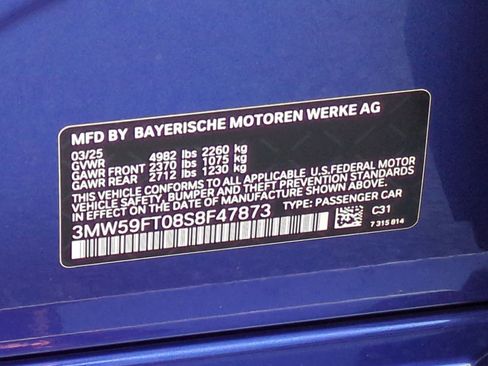 MFD BY BAYERISCHE MOTOREN WERKE AG
03/25
GVWR 4982 lbs 2260 kg
GAWR FRONT 2370 lbs 1075 kg
GAWR REAR 2712 lbs 1230 kg
THIS VEHICLE CONFORMS TO ALL APPLICABLE U.S.FEDERAL MOTOR
VEHICLE SAFETY, BUMPER AND THEFT PREVENTION STANDARDS
IN EFFECT ON THE DATE OF MANUFACTURE SHOWN ABOVE.
3MW59FT08S8F47873 TYPE: PASSENGER CAR
C31
7 315 814